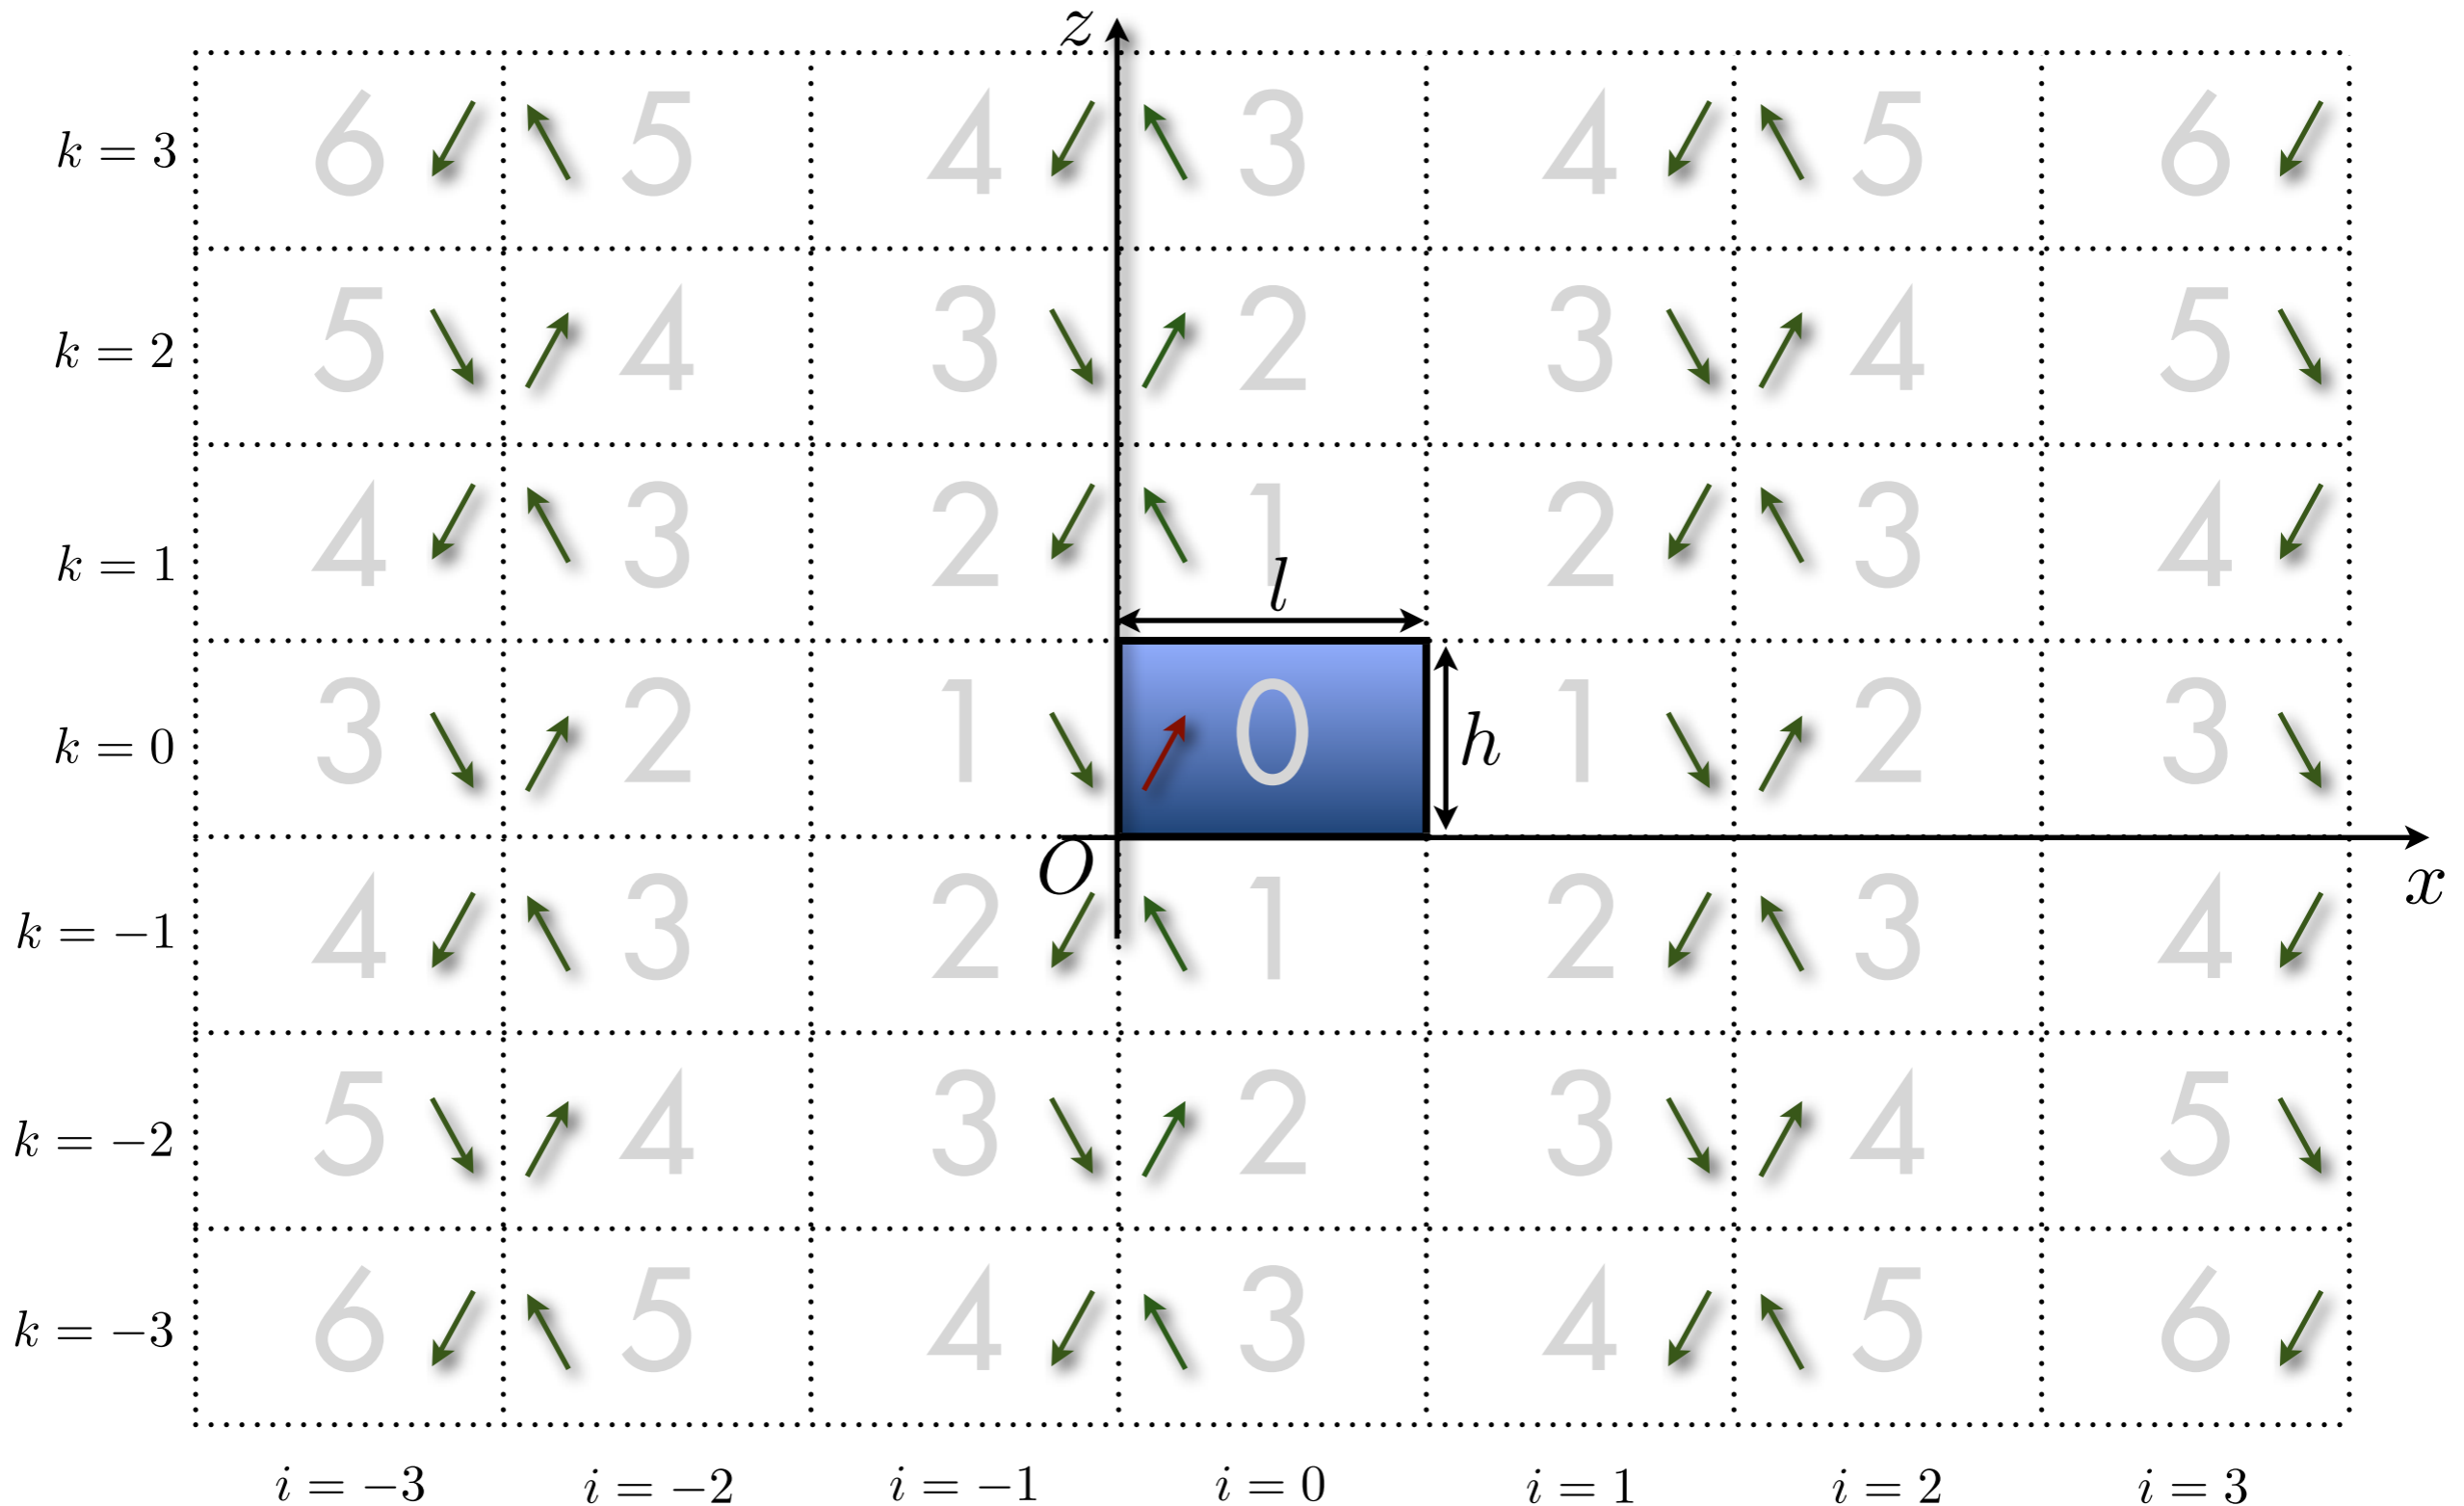 z
k = 3 6 5 4 3 4 5 6
k = 2 5 4 3 2 3 4 5
k = 1 4 3 2 1 2 3 4
l
k = 0 3 2 1 0 h 1 2 3
O x
k = −1 4 3 2 1 2 3 4
k = −2 5 4 3 2 3 4 5
k = −3 6 5 4 3 4 5 6
i = −3 i = −2 i = −1 i = 0 i = 1 i = 2 i = 3